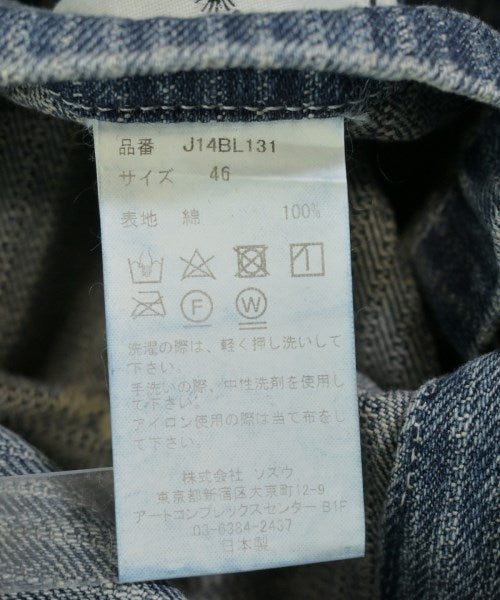 品番 J14BL131
サイズ 46
表地 綿 100%
F W
洗濯の際は、軽く押し洗いして
下さい。
手洗いの際、中性洗剤を使用し
て下さい。
アイロン使用の際は当て布をし
て下さい。
株式会社 ソスウ
東京都新宿区大京町12-9
アートコンプレックスセンター B1F
03-6384-2437
日本製